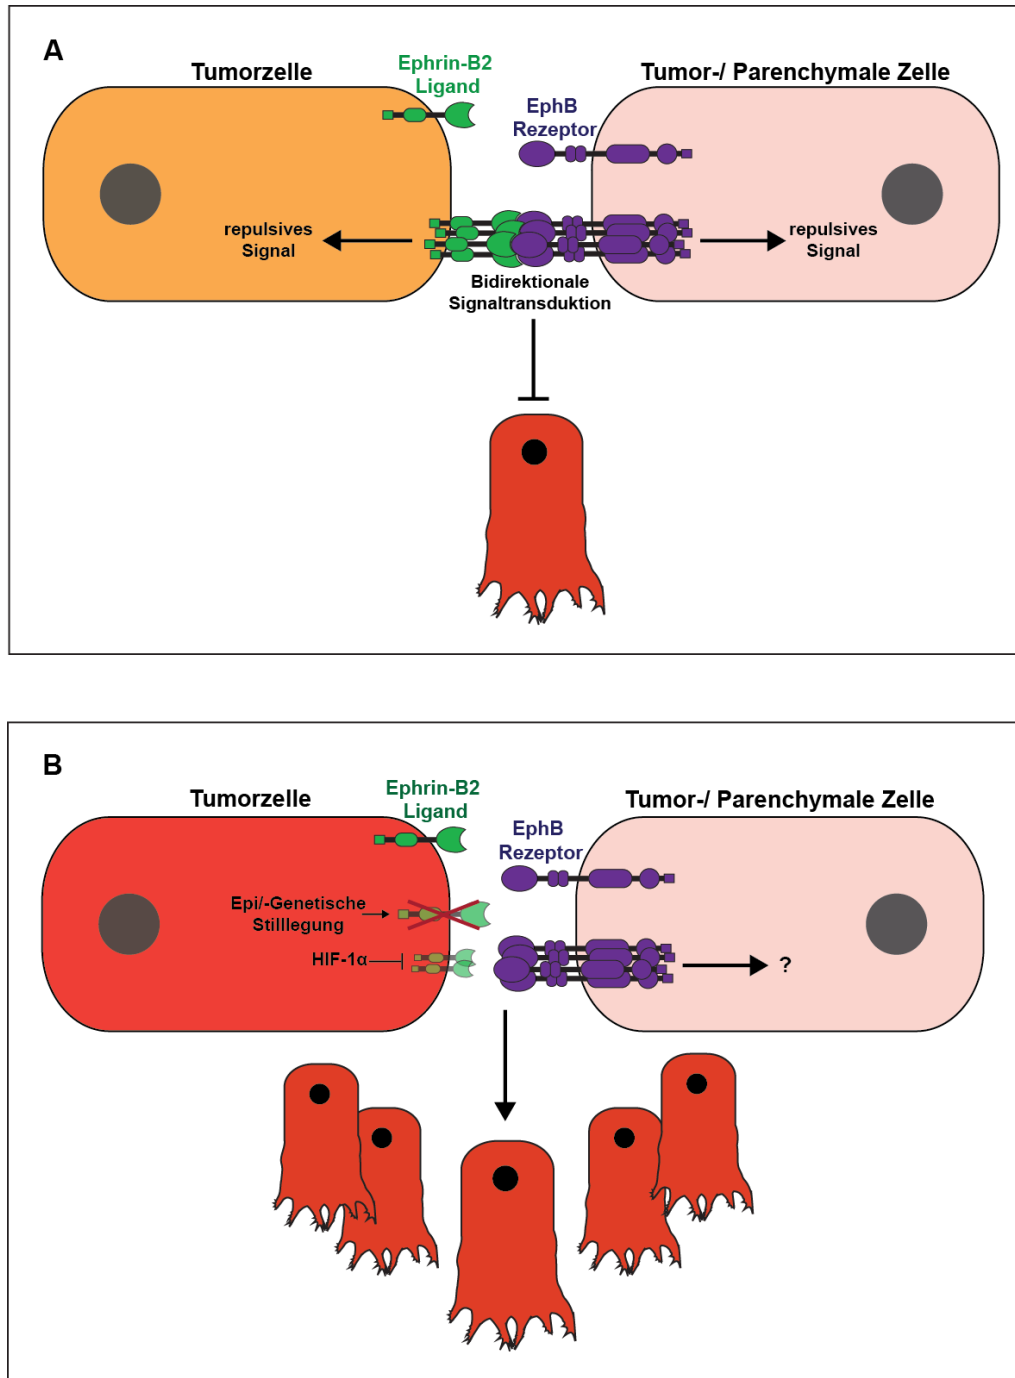 A
Tumorzelle
Ephrin-B2
Ligand
Tumor-/ Parenchymale Zelle
EphB
Rezeptor
repulsives
Signal
repulsives
Signal
Bidirektionale
Signaltransduktion
B
Tumorzelle
Ephrin-B2
Ligand
Tumor-/ Parenchymale Zelle
EphB
Rezeptor
Epi/-Genetische
Stilllegung
HIF-1α
?